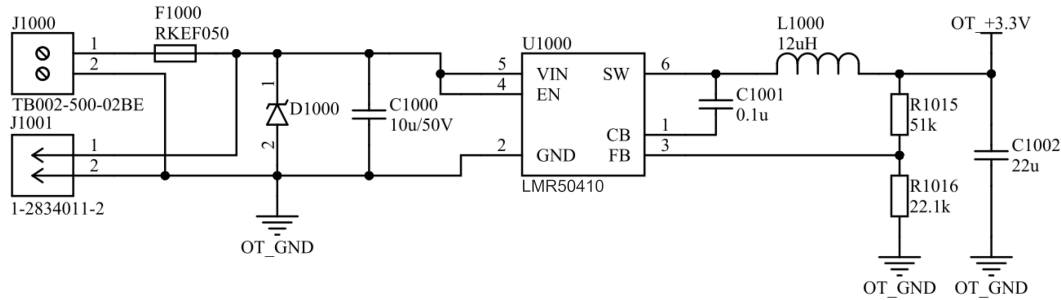 J1000
1
2
TB002-500-02BE
F1000
RKEF050
J1001
1
2
1-2834011-2
1
D1000
2
C1000
10u/50V
OT_GND
U1000
5
VIN
4
EN
2
GND
SW
6
CB
1
FB
3
LMR50410
C1001
0.1u
L1000
12uH
OT_+3.3V
R1015
51k
R1016
22.1k
C1002
22u
OT_GND
OT_GND